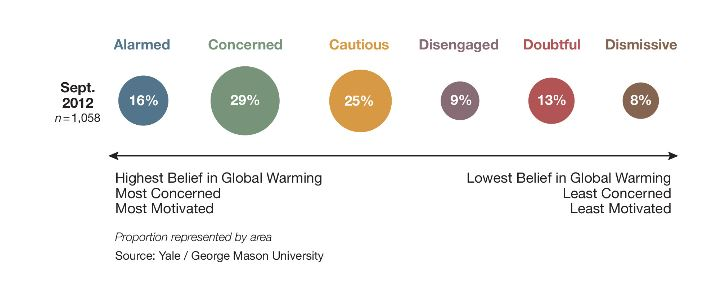 Alarmed Concerned Cautious Disengaged Doubtful Dismissive
Sept.
2012
n=1,058
16% 29% 25% 9% 13% 8%
Highest Belief in Global Warming
Most Concerned
Most Motivated
Lowest Belief in Global Warming
Least Concerned
Least Motivated
Proportion represented by area
Source: Yale / George Mason University